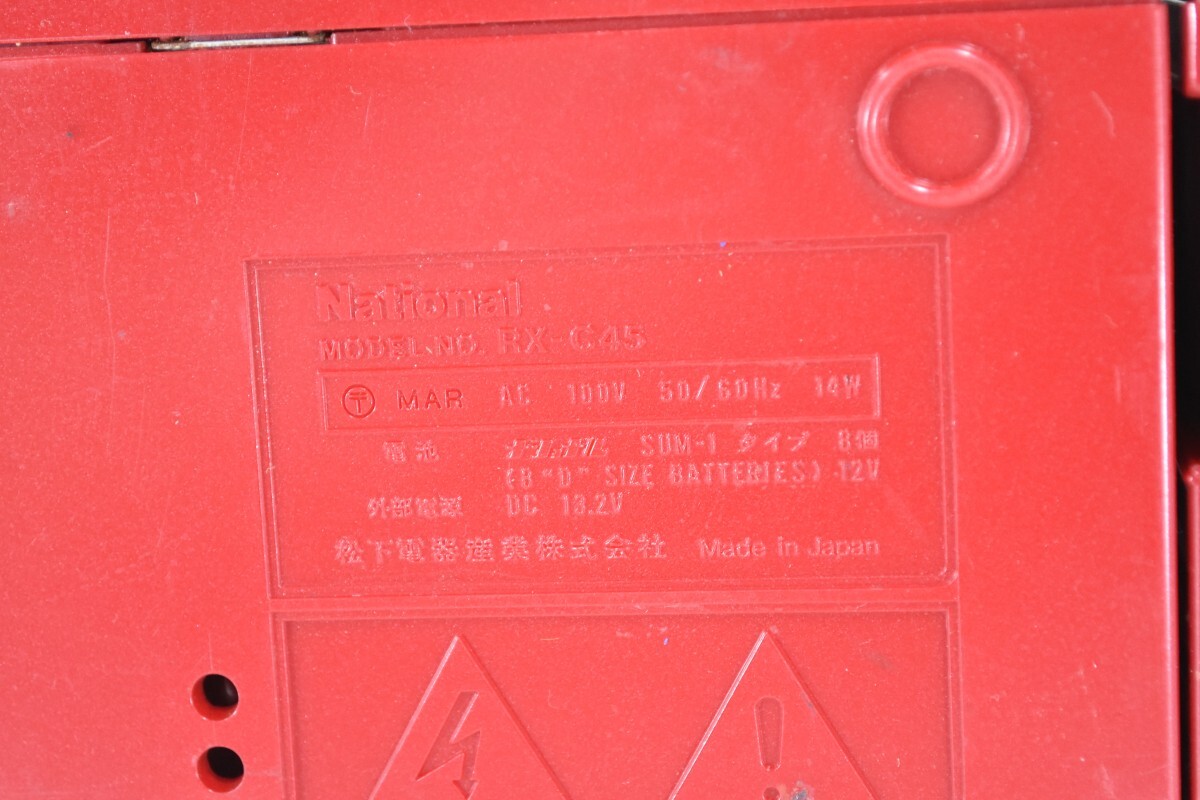 National
MODEL NO. RX-C45
〒 MAR AC 100V 50/60Hz 14W
電池 SUM-1 タイプ 8個
(8 "D" SIZE BATTERIES) 12V
外部電源 DC 13.2V
松下電器産業株式会社 Made in Japan